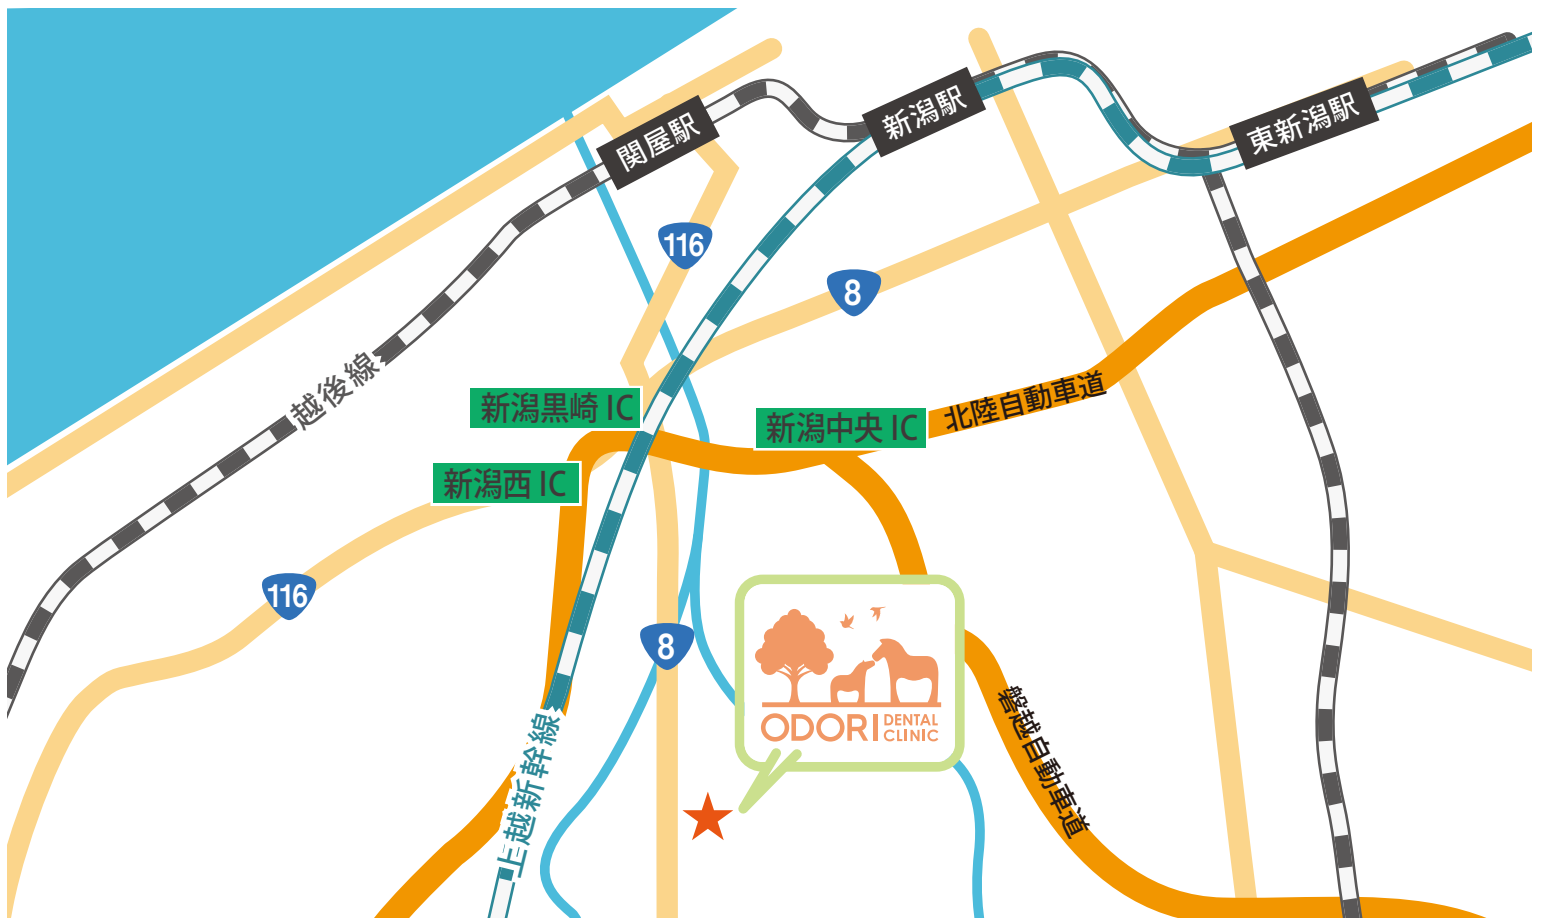 関屋駅
新潟駅
東新潟駅
116
8
越後線
新潟黒崎 IC
新潟中央 IC
北陸自動車道
新潟西 IC
116
8
ODORI DENTAL CLINIC
磐越自動車道
上越新幹線